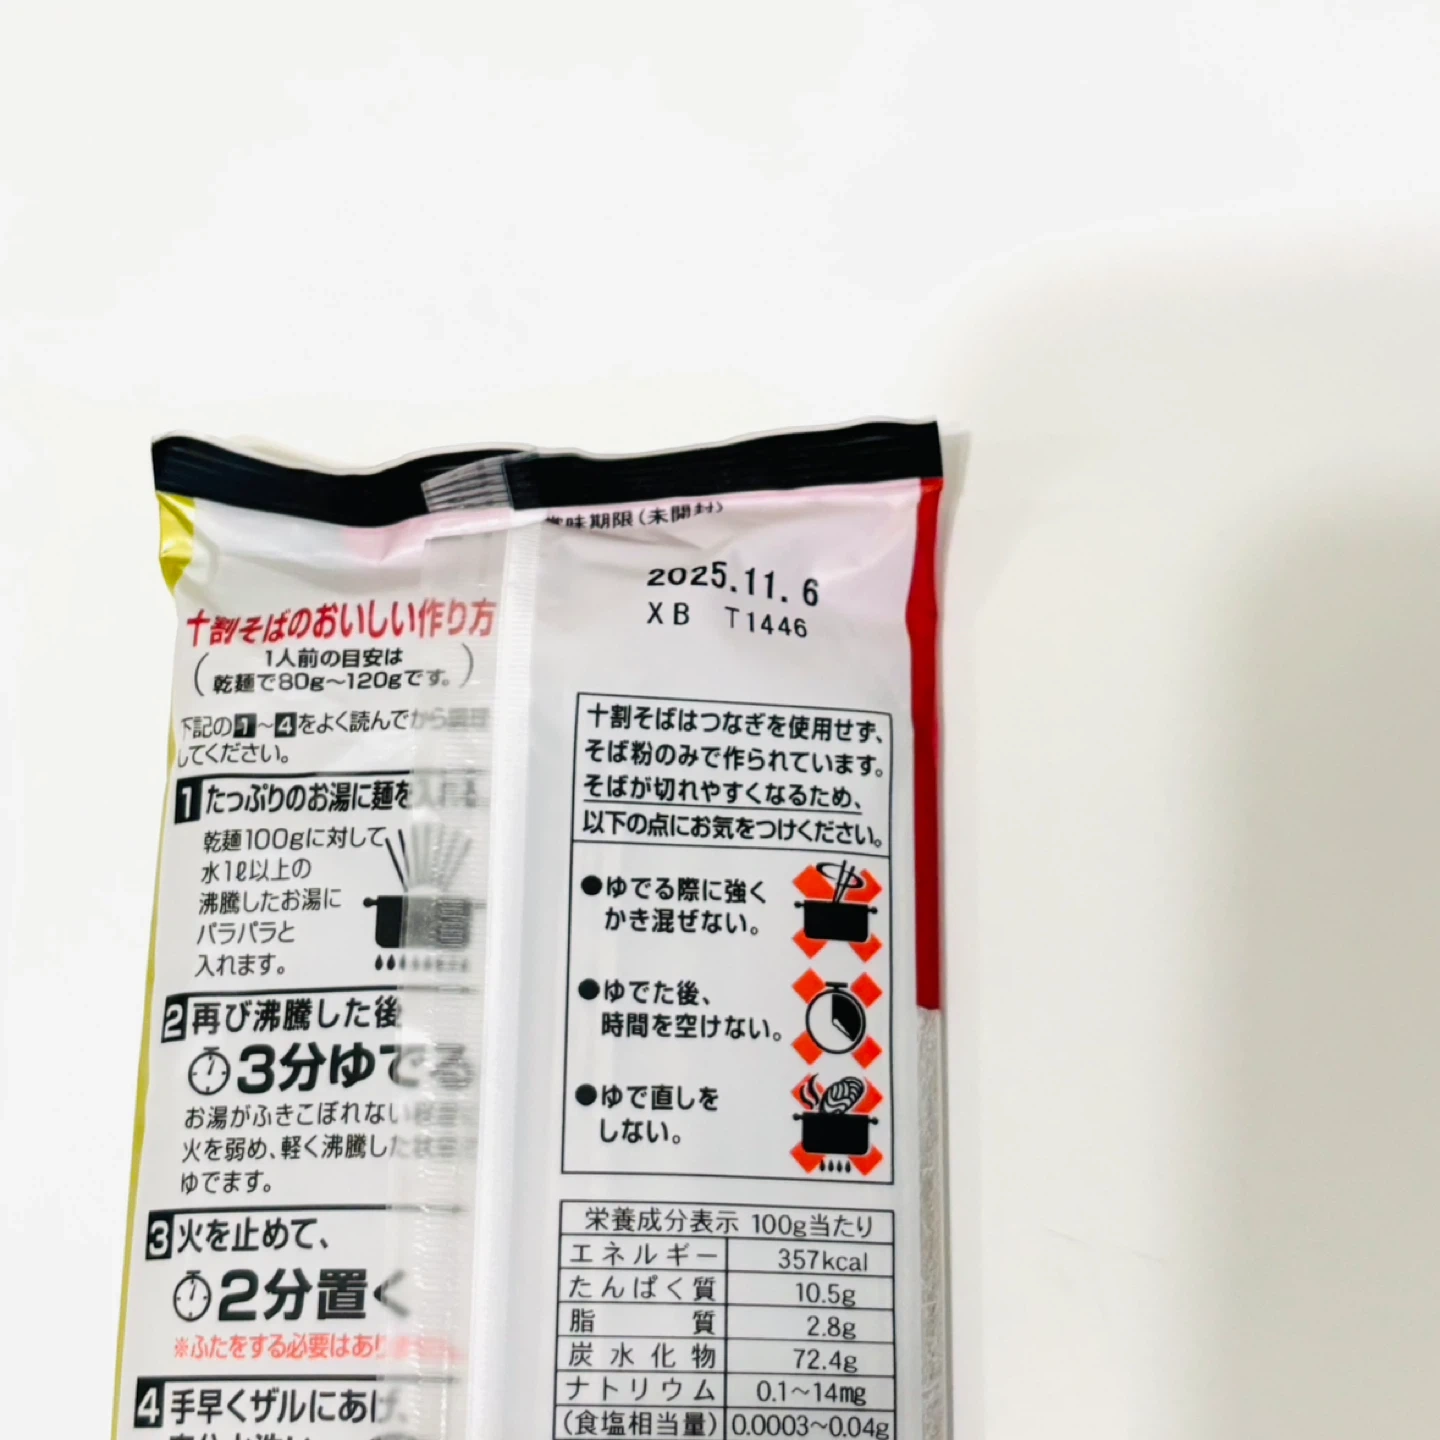 味期限(未開封)
2025.11.6
XB T1446
十割そばのおいしい作り方
(1人前の目安は
乾麺で80g~120gです。)
下記の1~4をよく読んでから調理
してください。
1 たっぷりのお湯に麺を入れる
乾麺100gに対して
水1ℓ以上の
沸騰したお湯に
バラバラと
入れます。
2 再び沸騰した後
3分ゆでる
お湯がふきこぼれない
火を弱め、軽く沸騰した
ゆでます。
3 火を止めて、
2分置く
※ふたをする必要はあり
4 手早くザルにあげ、
十割そばはつなぎを使用せず、
そば粉のみで作られています。
そばが切れやすくなるため、
以下の点にお気をつけください。
●ゆでる際に強く
かき混ぜない。
●ゆでた後、
時間を空けない。
●ゆで直しを
しない。
栄養成分表示 100g当たり
エネルギー 357kcal
たんぱく質 10.5g
脂質 2.8g
炭水化物 72.4g
ナトリウム 0.1~14mg
(食塩相当量) 0.0003~0.04g